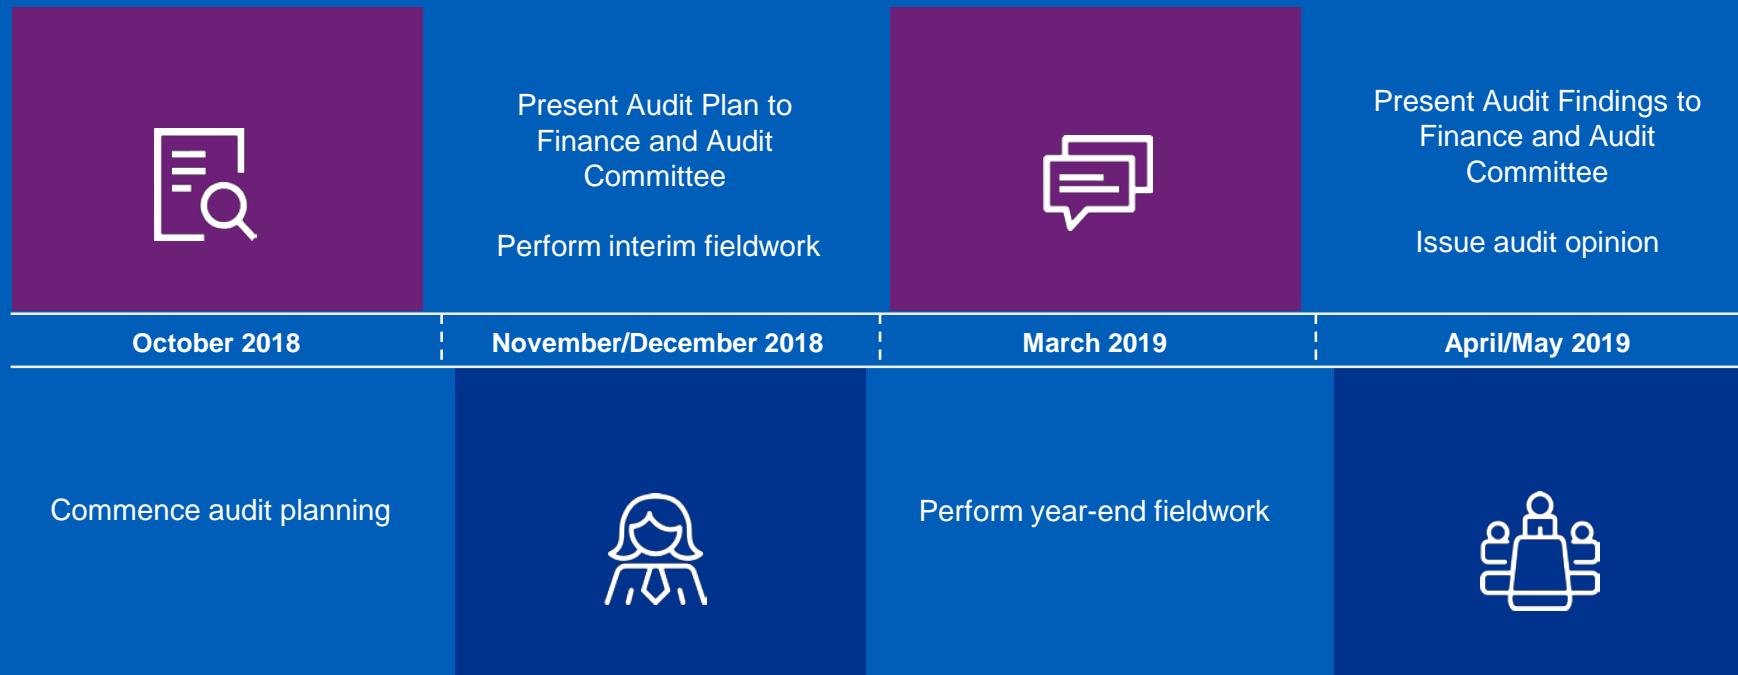 Present Audit Plan to
Finance and Audit
Committee
Perform interim fieldwork
Present Audit Findings to
Finance and Audit
Committee
Issue audit opinion
October 2018
November/December 2018
March 2019
April/May 2019
Commence audit planning
Perform year-end fieldwork